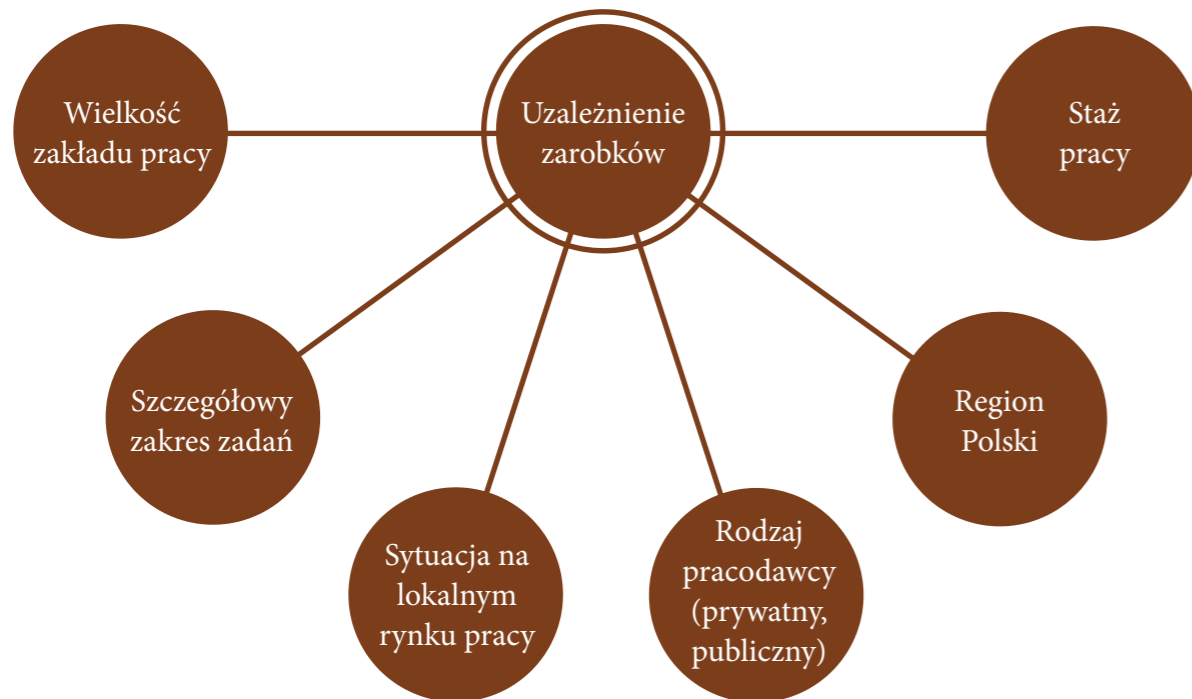 Uzależnienie
zarobków
Wielkość
zakładu pracy
Szczegółowy
zakres zadań
Sytuacja na
lokalnym
rynku pracy
Rodzaj
pracodawcy
(prywatny,
publiczny)
Region
Polski
Staż
pracy